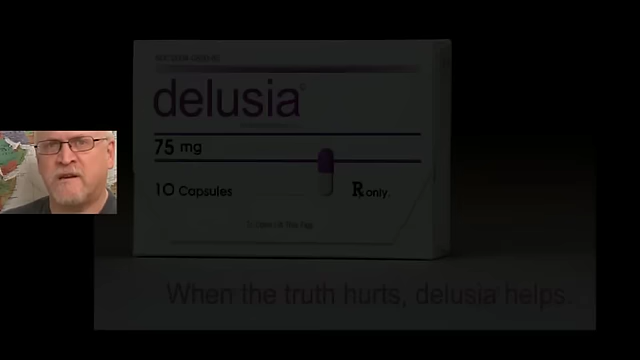 delusia
75 mg
10 Capsules
Rx only.
When the truth hurts, delusia helps.